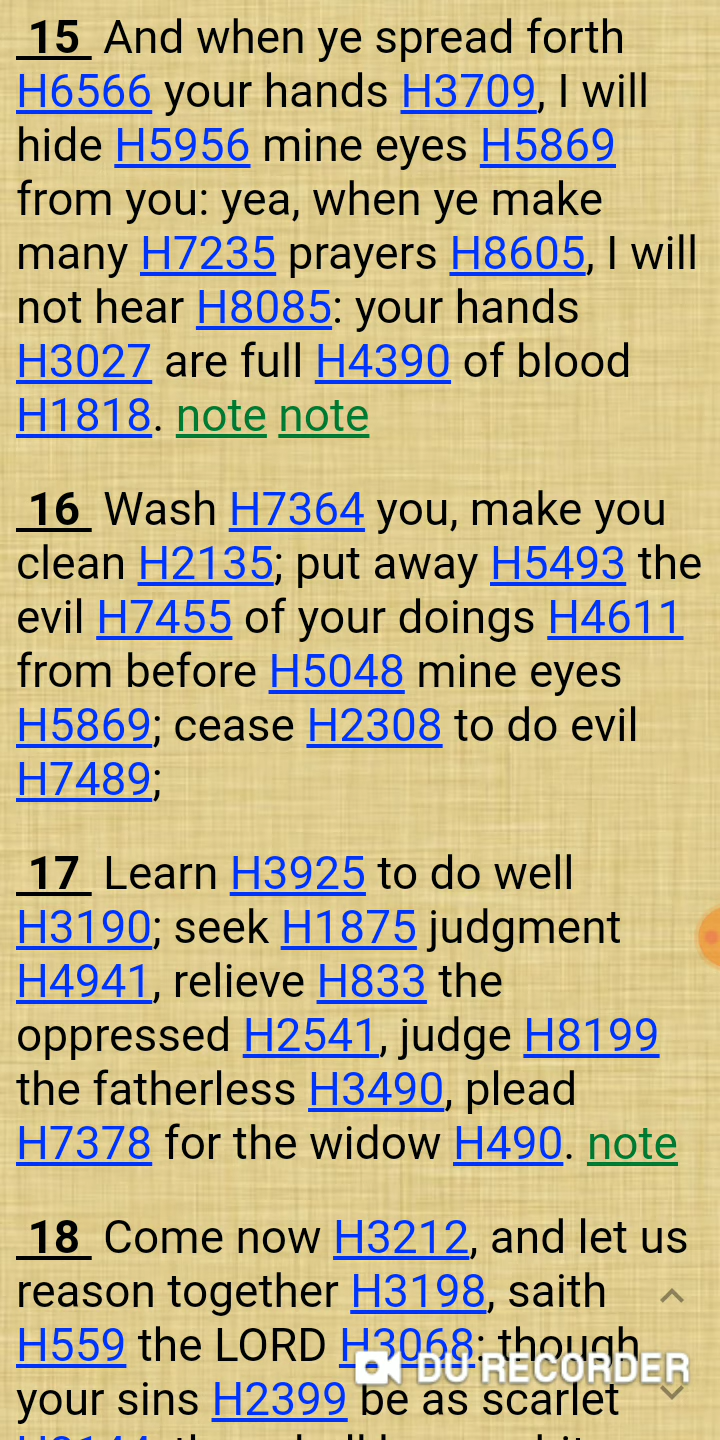 15 And when ye spread forth
H6566 your hands H3709, I will
hide H5956 mine eyes H5869
from you: yea, when ye make
many H7235 prayers H8605, I will
not hear H8085: your hands
H3027 are full H4390 of blood
H1818. note note
16 Wash H7364 you, make you
clean H2135; put away H5493 the
evil H7455 of your doings H4611
from before H5048 mine eyes
H5869; cease H2308 to do evil
H7489;
17 Learn H3925 to do well
H3190; seek H1875 judgment
H4941, relieve H833 the
oppressed H2541, judge H8199
the fatherless H3490, plead
H7378 for the widow H490. note
18 Come now H3212, and let us
reason together H3198, saith
H559 the LORD H3068: though
DU RECORDER
your sins H2399 be as scarlet